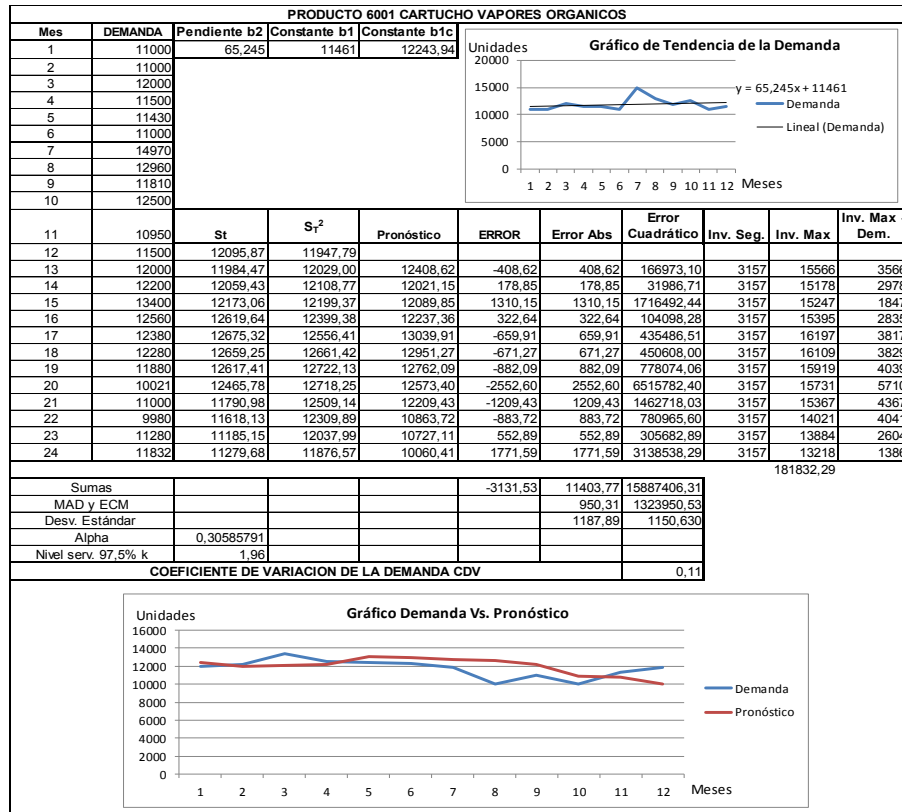 PRODUCTO 6001 CARTUCHO VAPORES ORGANICOS
Mes DEMANDA Pendiente b2 Constante b1 Constante b1c
1 11000 65,245 11461 12243,94
2 11000
3 12000
4 11500
5 11430
6 11000
7 14970
8 12960
9 11810
10 12500
Unidades Gráfico de Tendencia de la Demanda
20000
15000
10000
5000
0
y = 65,245x + 11461
Demanda
Lineal (Demanda)
1 2 3 4 5 6 7 8 9 10 11 12 Meses
11 10950 St ST2 Pronóstico ERROR Error Abs Error Cuadrático Inv. Seg. Inv. Max Inv. Max - Dem.
12 11500 12095,87 11947,79
13 12000 11984,47 12029,00 12408,62 -408,62 408,62 166973,10 3157 15566 3566
14 12200 12059,43 12108,77 12021,15 178,85 178,85 31986,71 3157 15178 2978
15 13400 12173,06 12199,37 12089,85 1310,15 1310,15 1716492,44 3157 15247 1847
16 12560 12619,64 12399,38 12237,36 322,64 322,64 104098,28 3157 15395 2835
17 12380 12675,32 12556,41 13039,91 -659,91 659,91 435486,51 3157 16197 3817
18 12280 12659,25 12661,42 12951,27 -671,27 671,27 450608,00 3157 16109 3829
19 11880 12617,41 12722,13 12762,09 -882,09 882,09 778074,06 3157 15919 4039
20 10021 12465,78 12718,25 12573,40 -2552,60 2552,60 6515782,40 3157 15731 5710
21 11000 11790,98 12509,14 12209,43 -1209,43 1209,43 1462718,03 3157 15367 4367
22 9980 11618,13 12309,89 10863,72 -883,72 883,72 780965,60 3157 14021 4041
23 11280 11185,15 12037,99 10727,11 552,89 552,89 305682,89 3157 13884 2604
24 11832 11279,68 11876,57 10060,41 1771,59 1771,59 3138538,29 3157 13218 1386
181832,29
Sumas -3131,53 11403,77 15887406,31
MAD y ECM 950,31 1323950,53
Desv. Estándar 1187,89 1150,630
Alpha 0,30585791
Nivel serv. 97,5% k 1,96
COEFICIENTE DE VARIACION DE LA DEMANDA CDV 0,11
Unidades Gráfico Demanda Vs. Pronóstico
16000
14000
12000
10000
8000
6000
4000
2000
0
Demanda
Pronóstico
1 2 3 4 5 6 7 8 9 10 11 12 Meses